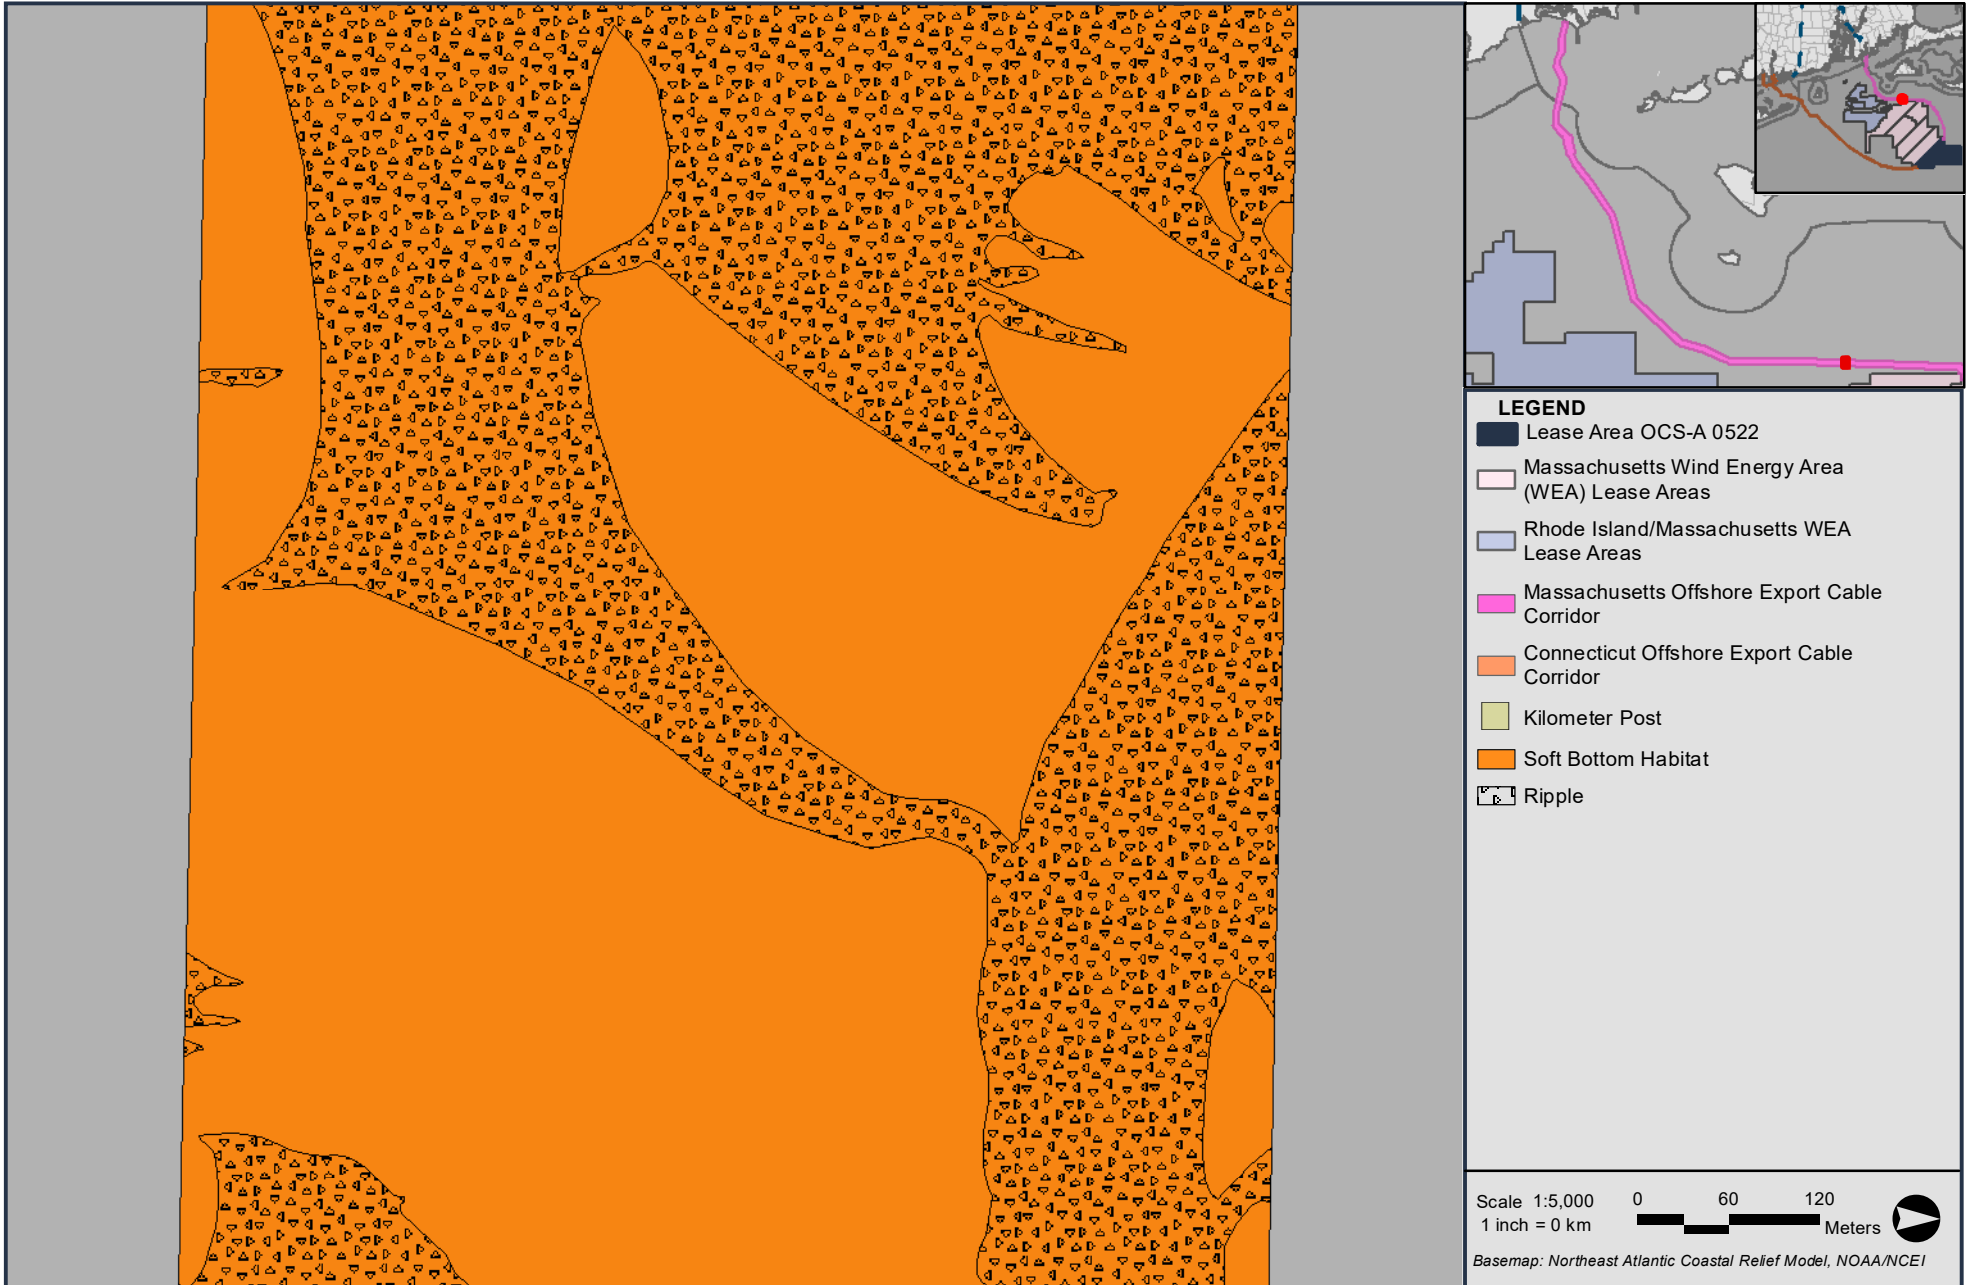 LEGEND
Lease Area OCS-A 0522
Massachusetts Wind Energy Area
(WEA) Lease Areas
Rhode Island/Massachusetts WEA
Lease Areas
Massachusetts Offshore Export Cable
Corridor
Connecticut Offshore Export Cable
Corridor
Kilometer Post
Soft Bottom Habitat
Ripple
Scale 1:5,000
1 inch = 0 km
0 60 120
Meters
Basemap: Northeast Atlantic Coastal Relief Model, NOAA/NCEI